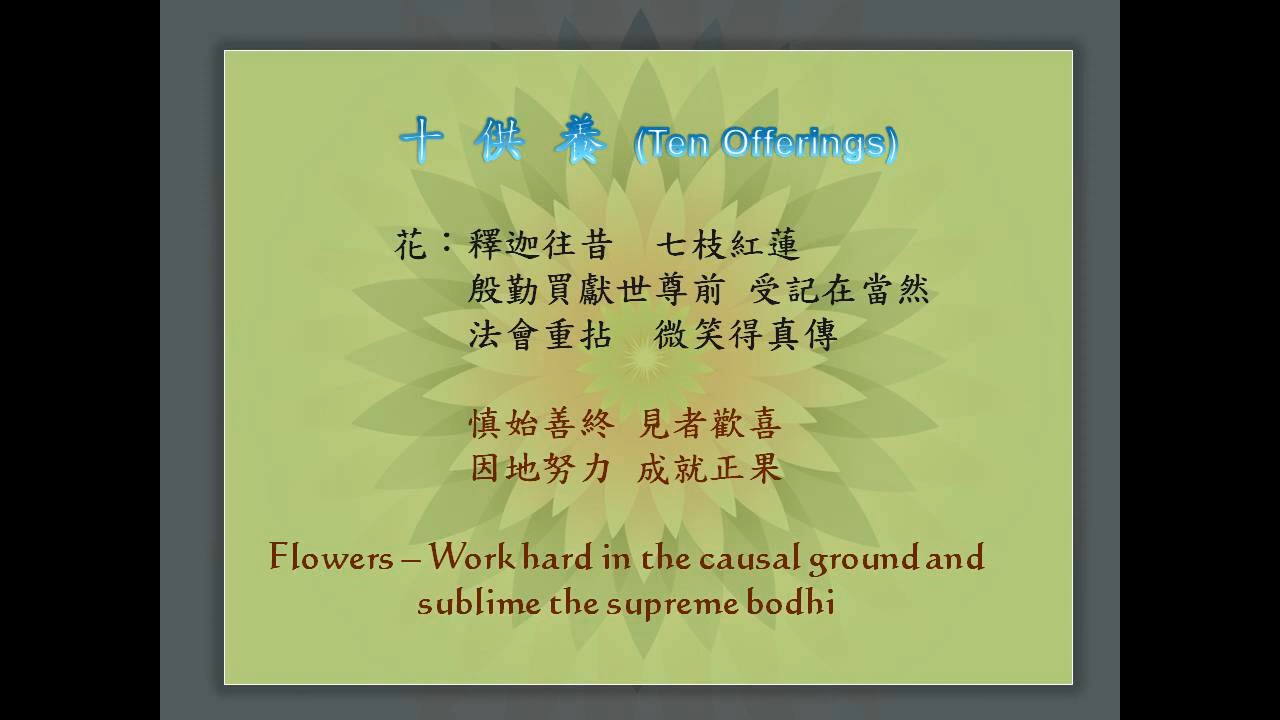 十 供 養 (Ten Offerings)
花：釋迦往昔 七枝紅蓮
殷勤買獻世尊前 受記在當然
法會重拈 微笑得真傳
慎始善終 見者歡喜
因地努力 成就正果
Flowers – Work hard in the causal ground and
sublime the supreme bodhi